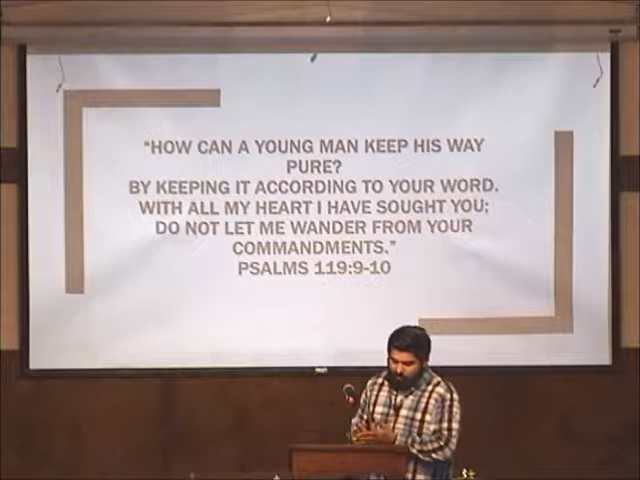 "HOW CAN A YOUNG MAN KEEP HIS WAY
PURE?
BY KEEPING IT ACCORDING TO YOUR WORD.
WITH ALL MY HEART I HAVE SOUGHT YOU;
DO NOT LET ME WANDER FROM YOUR
COMMANDMENTS."
PSALMS 119:9-10